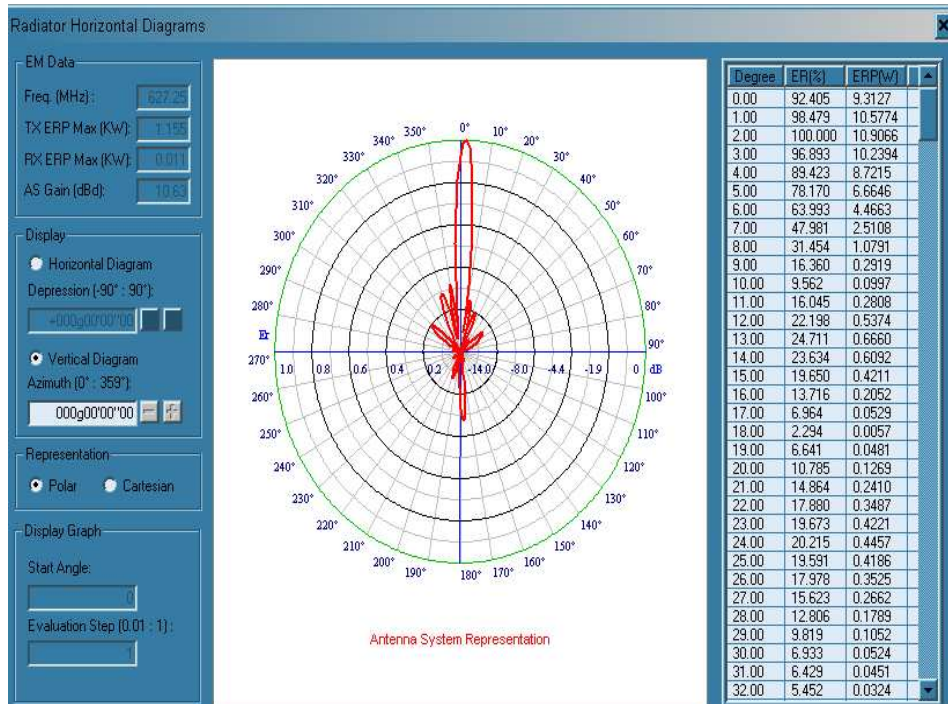 Radiator Horizontal Diagrams
EM Data
Freq. (MHz) : 627.25
TX ERP Max (KW): 1.155
RX ERP Max (KW): 0.011
AS Gain (dBd): 10.63
Display
Horizontal Diagram
Depression (-90° : 90°):
+000g00'00"00
Vertical Diagram
Azimuth (0° : 359°):
000g00'00"00
Representation
Polar Cartesian
Display Graph
Start Angle:
0
Evaluation Step (0.01 : 1) :
1
0°
350° 10°
340° 20°
330° 30°
320° 40°
310° 50°
300° 60°
290° 70°
280° 80°
Er
270° 90°
1.0 0.8 0.6 0.4 0.2 -14.0 -8.0 -4.4 -1.9 0 dB
260° 100°
250° 110°
240° 120°
230° 130°
220° 140°
210° 150°
200° 160°
190° 180° 170°
Antenna System Representation
Degree ER(%) ERP(W)
0.00 92.405 9.3127
1.00 98.479 10.5774
2.00 100.000 10.9066
3.00 96.893 10.2394
4.00 89.423 8.7215
5.00 78.170 6.6646
6.00 63.993 4.4663
7.00 47.981 2.5108
8.00 31.454 1.0791
9.00 16.360 0.2919
10.00 9.562 0.0997
11.00 16.045 0.2808
12.00 22.198 0.5374
13.00 24.711 0.6660
14.00 23.634 0.6092
15.00 19.650 0.4211
16.00 13.716 0.2052
17.00 6.964 0.0529
18.00 2.294 0.0057
19.00 6.641 0.0481
20.00 10.785 0.1269
21.00 14.864 0.2410
22.00 17.880 0.3487
23.00 19.673 0.4221
24.00 20.215 0.4457
25.00 19.591 0.4186
26.00 17.978 0.3525
27.00 15.623 0.2662
28.00 12.806 0.1789
29.00 9.819 0.1052
30.00 6.933 0.0524
31.00 6.429 0.0451
32.00 5.452 0.0324